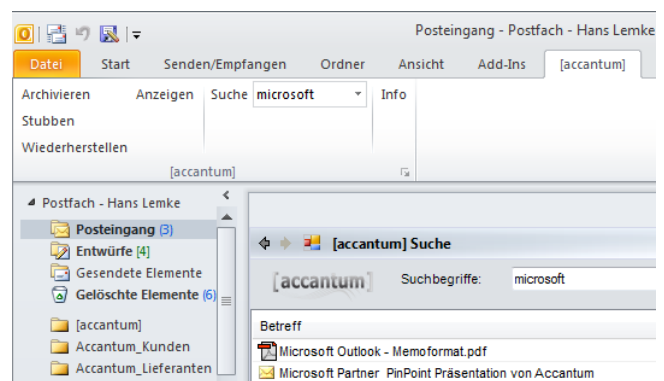 Posteingang - Postfach - Hans Lemke
Datei Start Senden/Empfangen Ordner Ansicht Add-Ins [accantum]
Archivieren Anzeigen Suche microsoft Info
Stubben
Wiederherstellen
[accantum]
Postfach - Hans Lemke
Posteingang (3)
Entwürfe [4]
Gesendete Elemente
Gelöschte Elemente (6)
[accantum]
Accantum_Kunden
Accantum_Lieferanten
[accantum] Suche
[accantum] Suchbegriffe: microsoft
Betreff
Microsoft Outlook - Memoformat.pdf
Microsoft Partner PinPoint Präsentation von Accantum